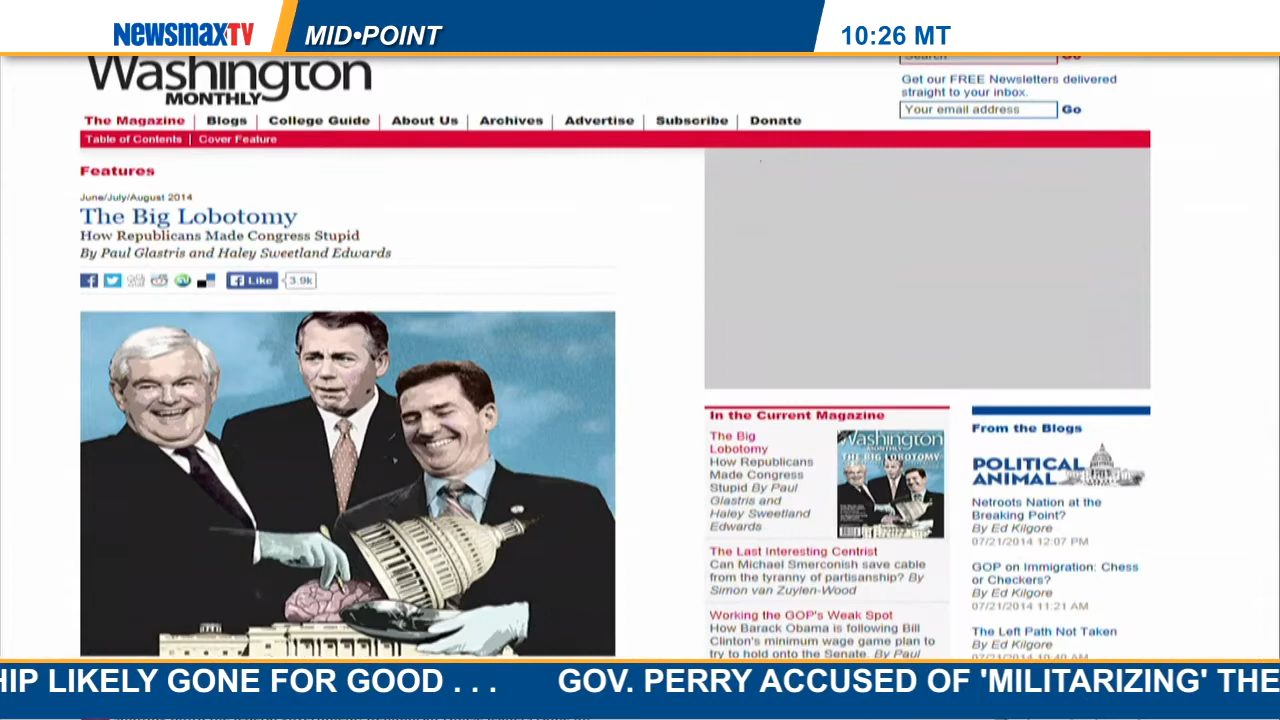 NEWSMAXTV
MID•POINT
10:26 MT
Washington
MONTHLY
Search
Go
Get our FREE Newsletters delivered
straight to your inbox.
Your email address
Go
The Magazine
Blogs
College Guide
About Us
Archives
Advertise
Subscribe
Donate
Table of Contents
Cover Feature
Features
June/July/August 2014
The Big Lobotomy
How Republicans Made Congress Stupid
By Paul Glastris and Haley Sweetland Edwards
Like
3.9k
In the Current Magazine
The Big
Lobotomy
How Republicans
Made Congress
Stupid By Paul
Glastris and
Haley Sweetland
Edwards
Washington
THE BIG LOBOTOMY
The Last Interesting Centrist
Can Michael Smerconish save cable
from the tyranny of partisanship? By
Simon van Zuylen-Wood
Working the GOP's Weak Spot
How Barack Obama is following Bill
Clinton's minimum wage game plan to
try to hold onto the Senate. By Paul
From the Blogs
POLITICAL
ANIMAL
Netroots Nation at the
Breaking Point?
By Ed Kilgore
07/21/2014 12:07 PM
GOP on Immigration: Chess
or Checkers?
By Ed Kilgore
07/21/2014 11:21 AM
The Left Path Not Taken
By Ed Kilgore
07/21/2014 10:40 AM
HIP LIKELY GONE FOR GOOD . . .
GOV. PERRY ACCUSED OF 'MILITARIZING' THE